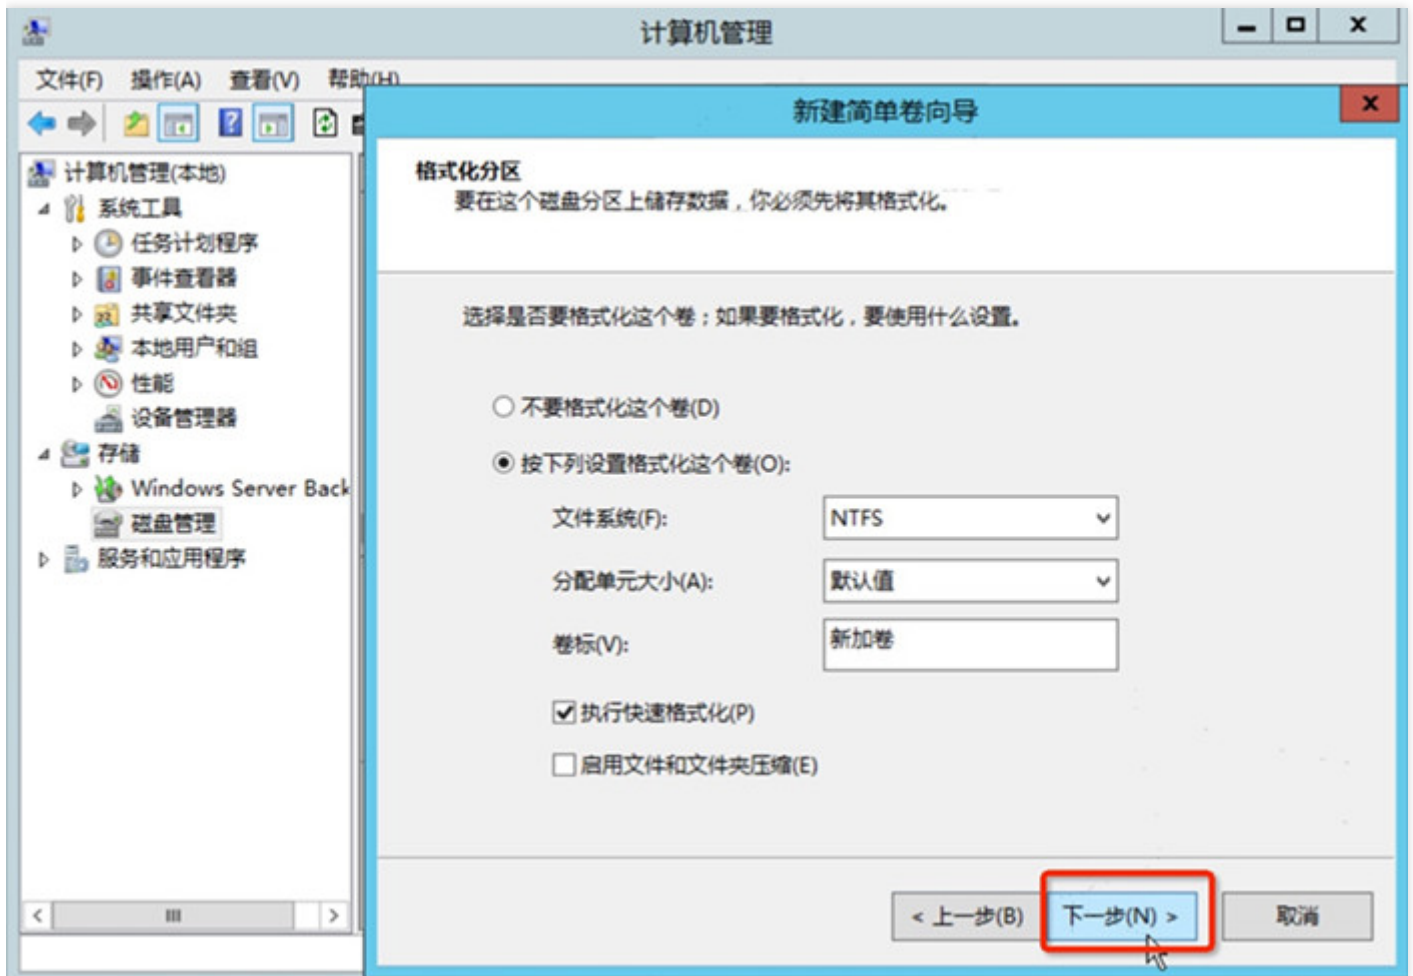 计算机管理
文件(F) 操作(A) 查看(V) 帮助(H)
新建简单卷向导
计算机管理(本地)
系统工具
任务计划程序
事件查看器
共享文件夹
本地用户和组
性能
设备管理器
存储
Windows Server Back
磁盘管理
服务和应用程序
格式化分区
要在这个磁盘分区上储存数据，你必须先将其格式化。
选择是否要格式化这个卷；如果要格式化，要使用什么设置。
不要格式化这个卷(D)
按下列设置格式化这个卷(O):
文件系统(F): NTFS
分配单元大小(A): 默认值
卷标(V): 新加卷
执行快速格式化(P)
启用文件和文件夹压缩(E)
< 上一步(B) 下一步(N) > 取消